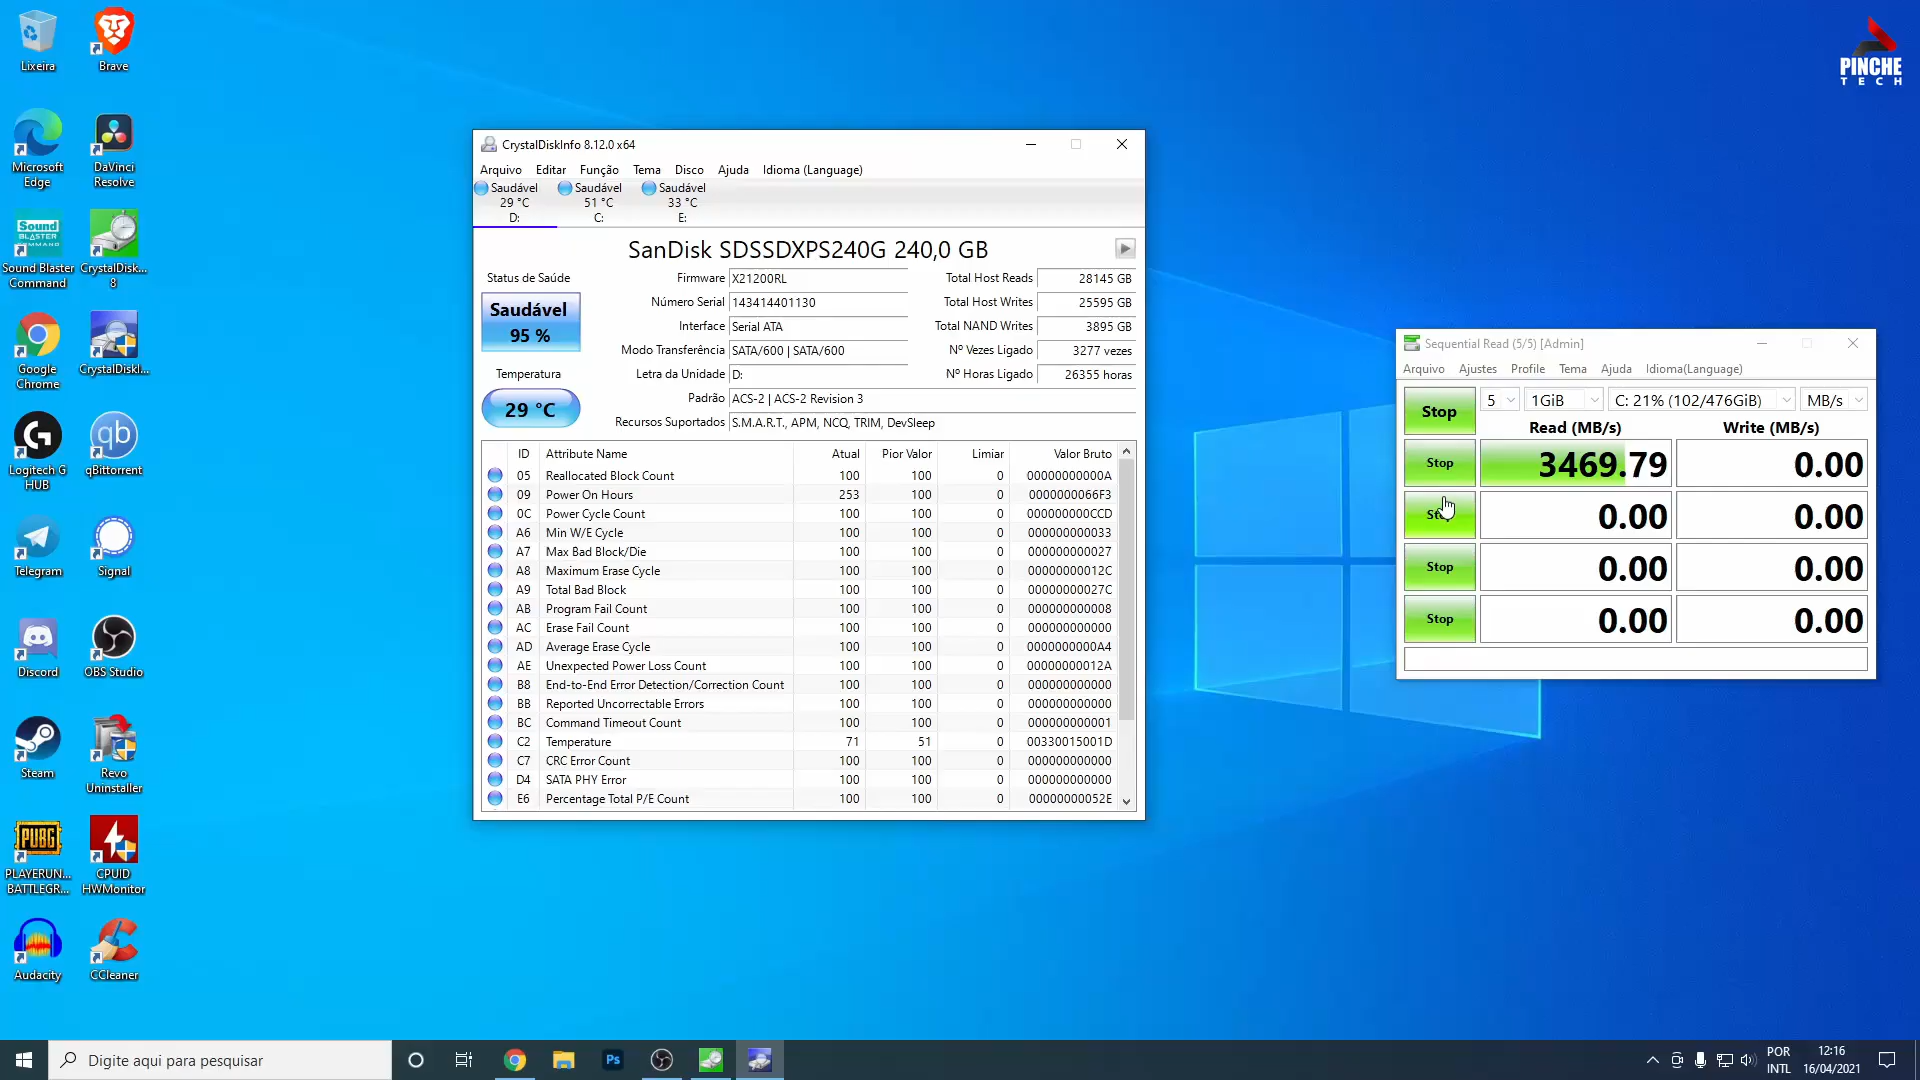 Lixeira
Brave
Microsoft
Edge
DaVinci
Resolve
Sound Blaster
Command
CrystalDisk...
8
Google
Chrome
CrystalDiskI...
Logitech G
HUB
qBittorrent
Telegram
Signal
Discord
OBS Studio
Steam
Revo
Uninstaller
PLAYERUN...
BATTLEGR...
CPUID
HWMonitor
Audacity
CCleaner
PINCHE
TECH
CrystalDiskInfo 8.12.0 x64
Arquivo Editar Função Tema Disco Ajuda Idioma (Language)
Saudável Saudável Saudável
29 °C 51 °C 33 °C
D: C: E:
SanDisk SDSSDXPS240G 240,0 GB
Status de Saúde
Saudável
95 %
Temperatura
29 °C
Firmware X21200RL
Número Serial 143414401130
Interface Serial ATA
Modo Transferência SATA/600 | SATA/600
Letra da Unidade D:
Padrão ACS-2 | ACS-2 Revision 3
Recursos Suportados S.M.A.R.T., APM, NCQ, TRIM, DevSleep
Total Host Reads 28145 GB
Total Host Writes 25595 GB
Total NAND Writes 3895 GB
Nº Vezes Ligado 3277 vezes
Nº Horas Ligado 26355 horas
ID Attribute Name Atual Pior Valor Limiar Valor Bruto
05 Reallocated Block Count 100 100 0 00000000000A
09 Power On Hours 253 100 0 0000000066F3
0C Power Cycle Count 100 100 0 000000000CCD
A6 Min W/E Cycle 100 100 0 000000000033
A7 Max Bad Block/Die 100 100 0 000000000027
A8 Maximum Erase Cycle 100 100 0 00000000012C
A9 Total Bad Block 100 100 0 00000000027C
AB Program Fail Count 100 100 0 000000000008
AC Erase Fail Count 100 100 0 000000000000
AD Average Erase Cycle 100 100 0 0000000000A4
AE Unexpected Power Loss Count 100 100 0 00000000012A
B8 End-to-End Error Detection/Correction Count 100 100 0 000000000000
BB Reported Uncorrectable Errors 100 100 0 000000000000
BC Command Timeout Count 100 100 0 000000000001
C2 Temperature 71 51 0 00330015001D
C7 CRC Error Count 100 100 0 000000000000
D4 SATA PHY Error 100 100 0 000000000000
E6 Percentage Total P/E Count 100 100 0 00000000052E
Sequential Read (5/5) [Admin]
Arquivo Ajustes Profile Tema Ajuda Idioma(Language)
Stop 5 1GiB C: 21% (102/476GiB) MB/s
Read (MB/s) Write (MB/s)
Stop 3469.79 0.00
Stop 0.00 0.00
Stop 0.00 0.00
Stop 0.00 0.00
Digite aqui para pesquisar
Ps
POR
INTL
12:16
16/04/2021